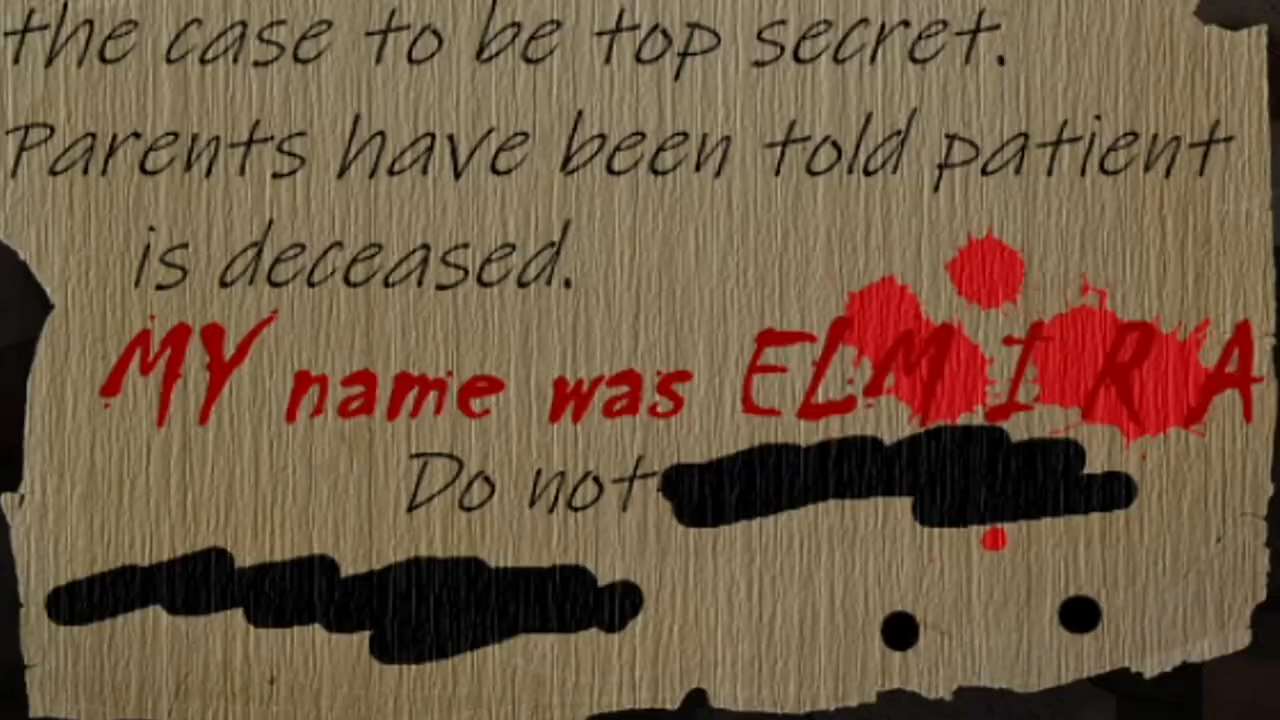 the case to be top secret.
Parents have been told patient
is deceased.
MY name was ELMIRA
Do not